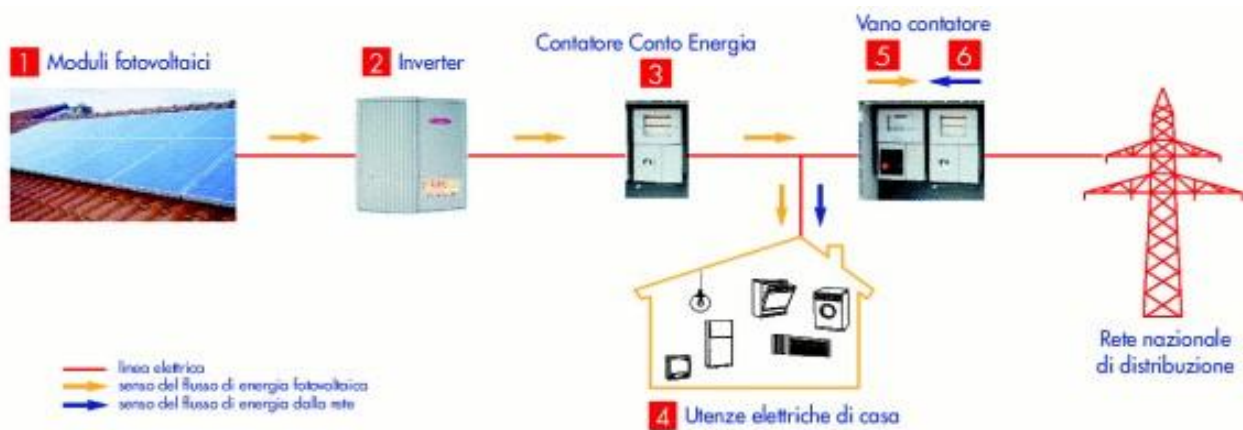 Vano contatore
Contatore Conto Energia
5 6
1 Moduli fotovoltaici
2 Inverter
3
Rete nazionale
di distribuzione
linea elettrica
senso del flusso di energia fotovoltaica
senso del flusso di energia dalla rete
4 Utenze elettriche di casa